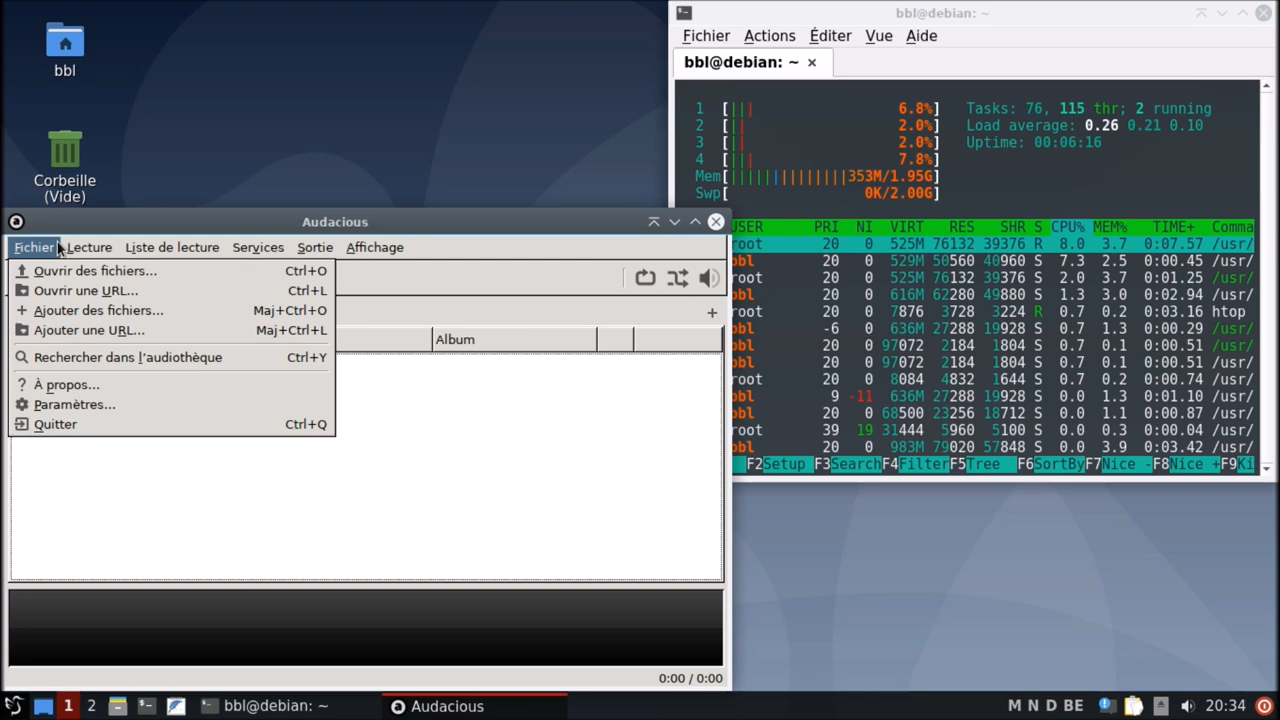 bbl
Corbeille
(Vide)
bbl@debian: ~
Fichier Actions Éditer Vue Aide
bbl@debian: ~ ×
1 [||| 6.8%] Tasks: 76, 115 thr; 2 running
2 [|| 2.0%] Load average: 0.26 0.21 0.10
3 [|| 2.0%] Uptime: 00:06:16
4 [||| 7.8%]
Mem[|||||||||||||||353M/1.95G]
Swp[ 0K/2.00G]
USER PRI NI VIRT RES SHR S CPU% MEM% TIME+ Comma
root 20 0 525M 76132 39376 R 8.0 3.7 0:07.57 /usr/
bbl 20 0 529M 50560 40960 S 7.3 2.5 0:00.45 /usr/
root 20 0 525M 76132 39376 S 2.0 3.7 0:01.25 /usr/
bbl 20 0 616M 62280 49880 S 1.3 3.0 0:02.94 /usr/
root 20 0 7876 3728 3224 R 0.7 0.2 0:03.16 htop
bbl -6 0 636M 27288 19928 S 0.7 1.3 0:00.29 /usr/
bbl 20 0 97072 2184 1804 S 0.7 0.1 0:00.51 /usr/
bbl 20 0 97072 2184 1804 S 0.7 0.1 0:00.51 /usr/
root 20 0 8084 4832 1644 S 0.7 0.2 0:00.74 /usr/
bbl 9 -11 636M 27288 19928 S 0.0 1.3 0:01.10 /usr/
bbl 20 0 68500 23256 18712 S 0.0 1.1 0:00.87 /usr/
root 39 19 31444 5960 5100 S 0.0 0.3 0:00.04 /usr/
bbl 20 0 983M 79020 57848 S 0.0 3.9 0:03.42 /usr/
F2Setup F3SearchF4FilterF5Tree F6SortByF7Nice -F8Nice +F9Ki
Audacious
Fichier Lecture Liste de lecture Services Sortie Affichage
Ouvrir des fichiers... Ctrl+O
Ouvrir une URL... Ctrl+L
Ajouter des fichiers... Maj+Ctrl+O
Ajouter une URL... Maj+Ctrl+L
Rechercher dans l'audiothèque Ctrl+Y
À propos...
Paramètres...
Quitter Ctrl+Q
Album
0:00 / 0:00
1 2 bbl@debian: ~ Audacious M N D BE 20:34